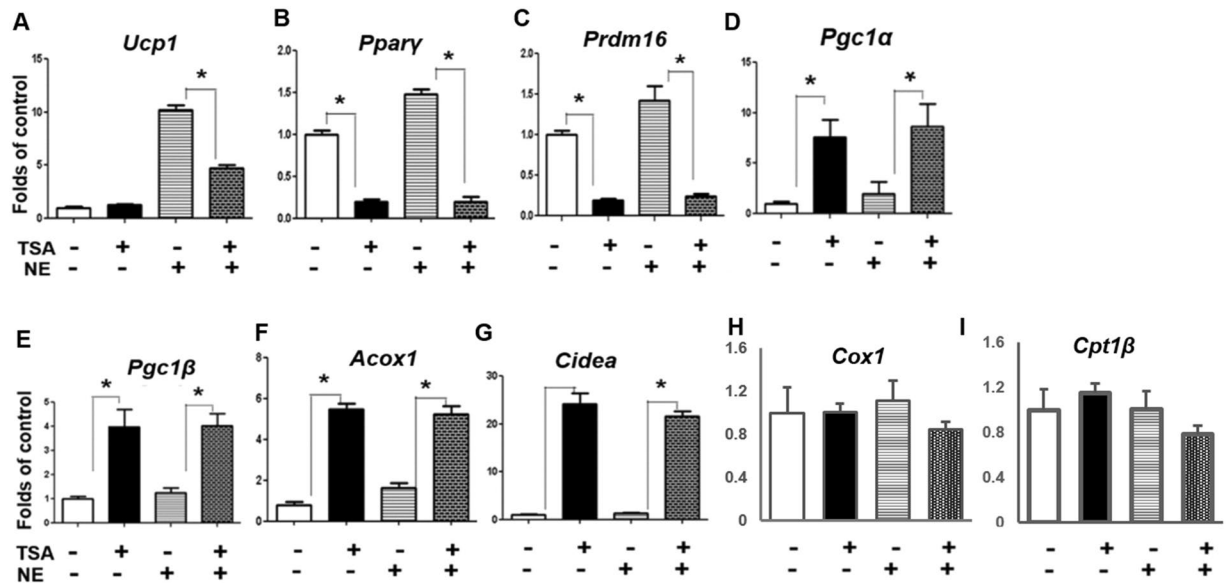 A
Ucp1
Folds of control
15
10
5
0
*
TSA - + - +
NE - - + +
B
Pparγ
2.0
1.5
1.0
0.5
0.0
*
*
- + - +
- - + +
C
Prdm16
2.0
1.5
1.0
0.5
0.0
*
*
- + - +
- - + +
D
Pgc1α
15
10
5
0
*
*
- + - +
- - + +
E
Pgc1β
Folds of control
5
4
3
2
1
0
*
*
TSA - + - +
NE - - + +
F
Acox1
8
6
4
2
0
*
*
- + - +
- - + +
G
Cidea
30
20
10
0
*
- + - +
- - + +
H
Cox1
1.6
1.2
0.8
0.4
0
- + - +
- - + +
I
Cpt1β
1.6
1.2
0.8
0.4
0
- + - +
- - + +